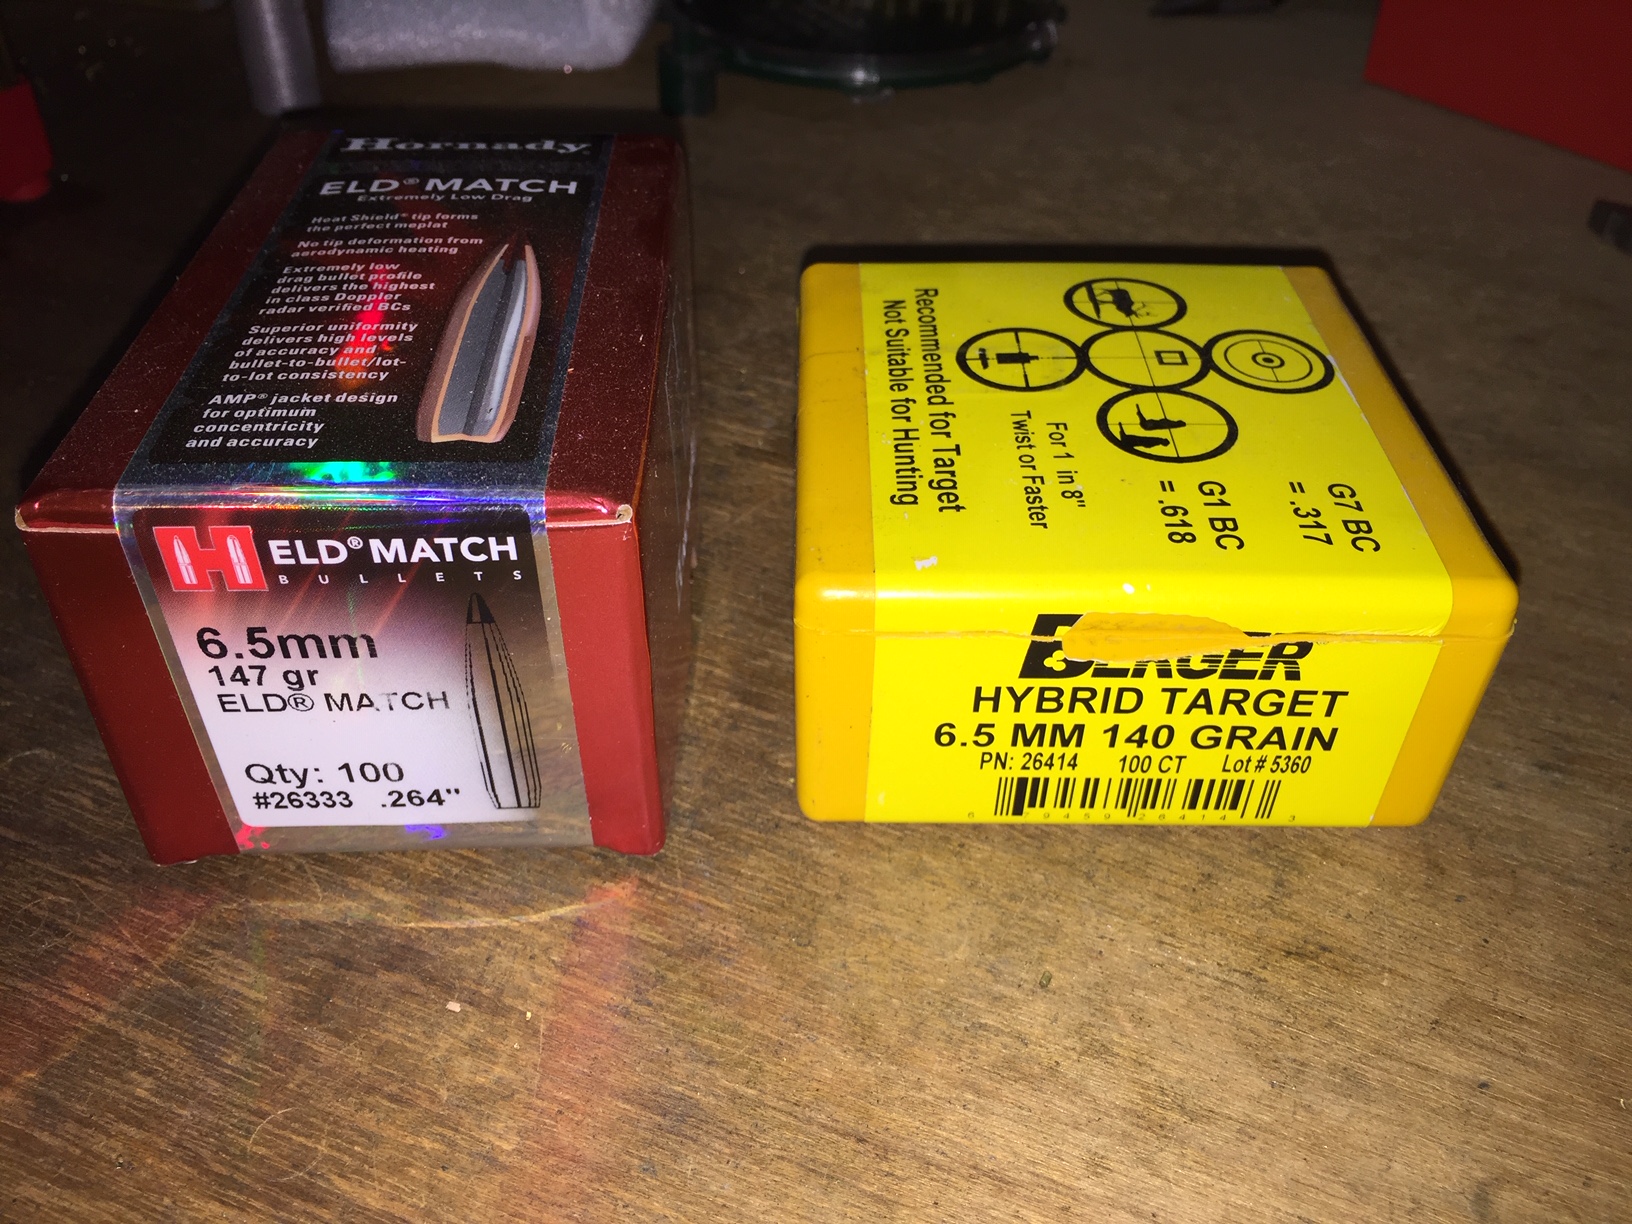 Hornady
ELD® MATCH
Extremely Low Drag
Heat Shield® tip forms
the perfect meplat
No tip deformation from
aerodynamic heating
Extremely low
drag bullet profile
delivers the highest
in class Doppler
radar verified BCs
Superior uniformity
delivers high levels
of accuracy and
bullet-to-bullet/lot-
to-lot consistency
AMP® jacket design
for optimum
concentricity
and accuracy
H ELD® MATCH
BULLETS
6.5mm
147 gr
ELD® MATCH
Qty: 100
#26333 .264"
Recommended for Target
Not Suitable for Hunting
For 1 in 8"
Twist or Faster
G7 BC
= .317
G1 BC
= .618
BERGER
HYBRID TARGET
6.5 MM 140 GRAIN
PN: 26414 100 CT Lot # 5360
6 79459 26414 3